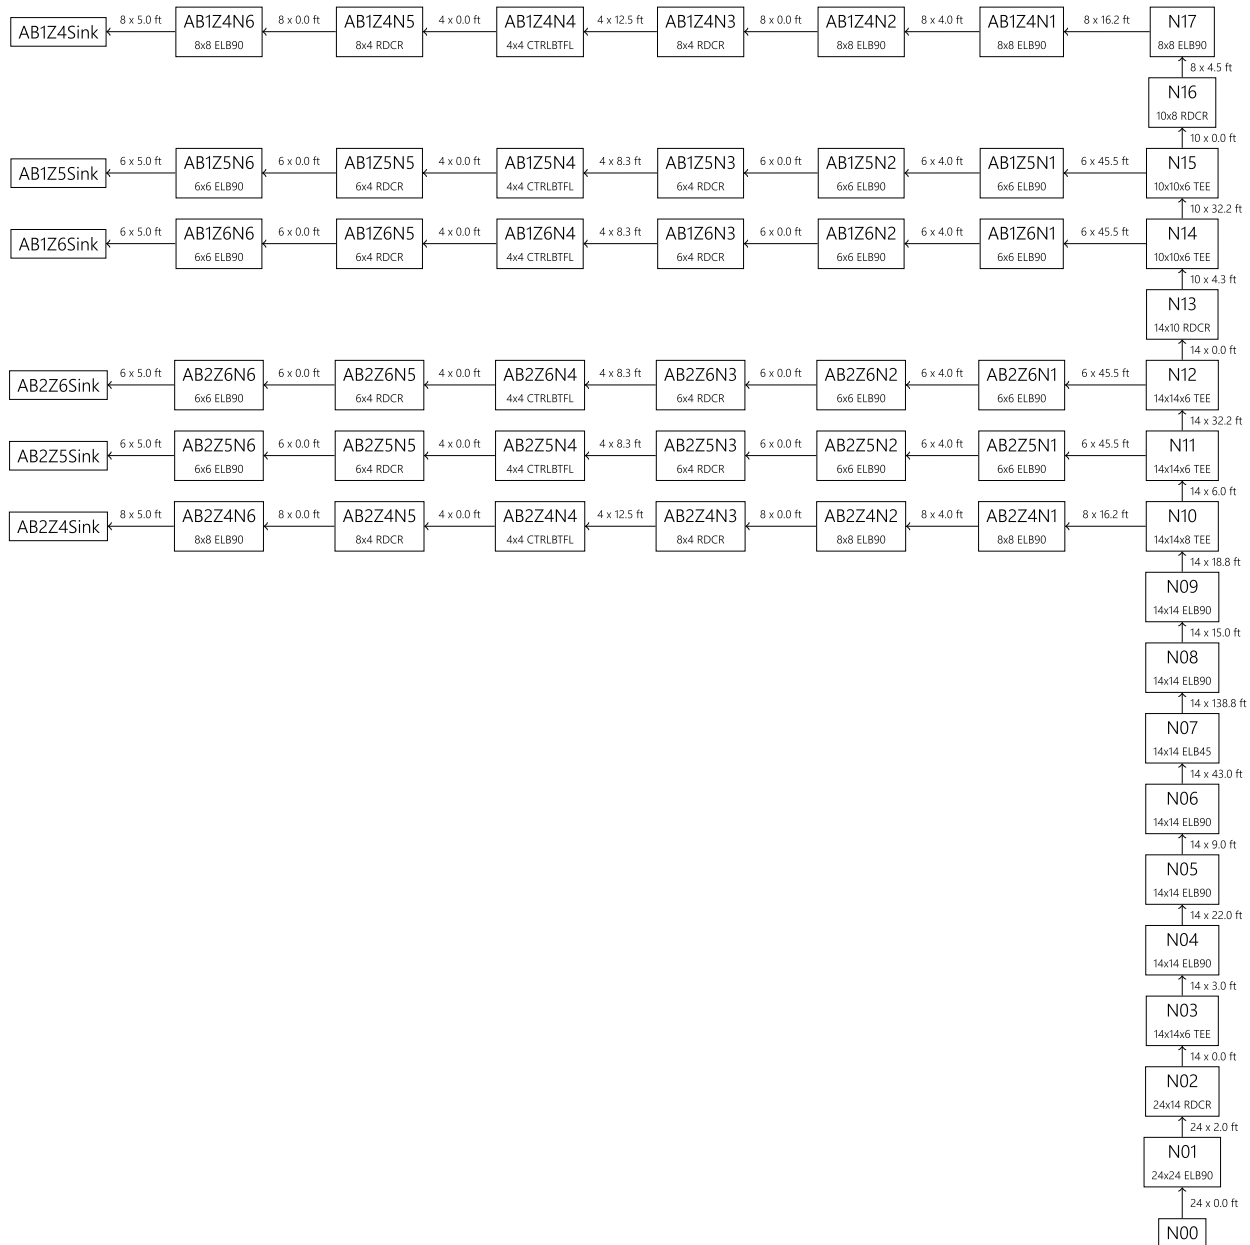 AB1Z4Sink
8 x 5.0 ft
AB1Z4N6
8x8 ELB90
8 x 0.0 ft
AB1Z4N5
8x4 RDCR
4 x 0.0 ft
AB1Z4N4
4x4 CTRLBTFL
4 x 12.5 ft
AB1Z4N3
8x4 RDCR
8 x 0.0 ft
AB1Z4N2
8x8 ELB90
8 x 4.0 ft
AB1Z4N1
8x8 ELB90
8 x 16.2 ft
N17
8x8 ELB90
8 x 4.5 ft
N16
10x8 RDCR
10 x 0.0 ft
AB1Z5Sink
6 x 5.0 ft
AB1Z5N6
6x6 ELB90
6 x 0.0 ft
AB1Z5N5
6x4 RDCR
4 x 0.0 ft
AB1Z5N4
4x4 CTRLBTFL
4 x 8.3 ft
AB1Z5N3
6x4 RDCR
6 x 0.0 ft
AB1Z5N2
6x6 ELB90
6 x 4.0 ft
AB1Z5N1
6x6 ELB90
6 x 45.5 ft
N15
10x10x6 TEE
10 x 32.2 ft
AB1Z6Sink
6 x 5.0 ft
AB1Z6N6
6x6 ELB90
6 x 0.0 ft
AB1Z6N5
6x4 RDCR
4 x 0.0 ft
AB1Z6N4
4x4 CTRLBTFL
4 x 8.3 ft
AB1Z6N3
6x4 RDCR
6 x 0.0 ft
AB1Z6N2
6x6 ELB90
6 x 4.0 ft
AB1Z6N1
6x6 ELB90
6 x 45.5 ft
N14
10x10x6 TEE
10 x 4.3 ft
N13
14x10 RDCR
14 x 0.0 ft
AB2Z6Sink
6 x 5.0 ft
AB2Z6N6
6x6 ELB90
6 x 0.0 ft
AB2Z6N5
6x4 RDCR
4 x 0.0 ft
AB2Z6N4
4x4 CTRLBTFL
4 x 8.3 ft
AB2Z6N3
6x4 RDCR
6 x 0.0 ft
AB2Z6N2
6x6 ELB90
6 x 4.0 ft
AB2Z6N1
6x6 ELB90
6 x 45.5 ft
N12
14x14x6 TEE
14 x 32.2 ft
AB2Z5Sink
6 x 5.0 ft
AB2Z5N6
6x6 ELB90
6 x 0.0 ft
AB2Z5N5
6x4 RDCR
4 x 0.0 ft
AB2Z5N4
4x4 CTRLBTFL
4 x 8.3 ft
AB2Z5N3
6x4 RDCR
6 x 0.0 ft
AB2Z5N2
6x6 ELB90
6 x 4.0 ft
AB2Z5N1
6x6 ELB90
6 x 45.5 ft
N11
14x14x6 TEE
14 x 6.0 ft
AB2Z4Sink
8 x 5.0 ft
AB2Z4N6
8x8 ELB90
8 x 0.0 ft
AB2Z4N5
8x4 RDCR
4 x 0.0 ft
AB2Z4N4
4x4 CTRLBTFL
4 x 12.5 ft
AB2Z4N3
8x4 RDCR
8 x 0.0 ft
AB2Z4N2
8x8 ELB90
8 x 4.0 ft
AB2Z4N1
8x8 ELB90
8 x 16.2 ft
N10
14x14x8 TEE
14 x 18.8 ft
N09
14x14 ELB90
14 x 15.0 ft
N08
14x14 ELB90
14 x 138.8 ft
N07
14x14 ELB45
14 x 43.0 ft
N06
14x14 ELB90
14 x 9.0 ft
N05
14x14 ELB90
14 x 22.0 ft
N04
14x14 ELB90
14 x 3.0 ft
N03
14x14x6 TEE
14 x 0.0 ft
N02
24x14 RDCR
24 x 2.0 ft
N01
24x24 ELB90
24 x 0.0 ft
N00